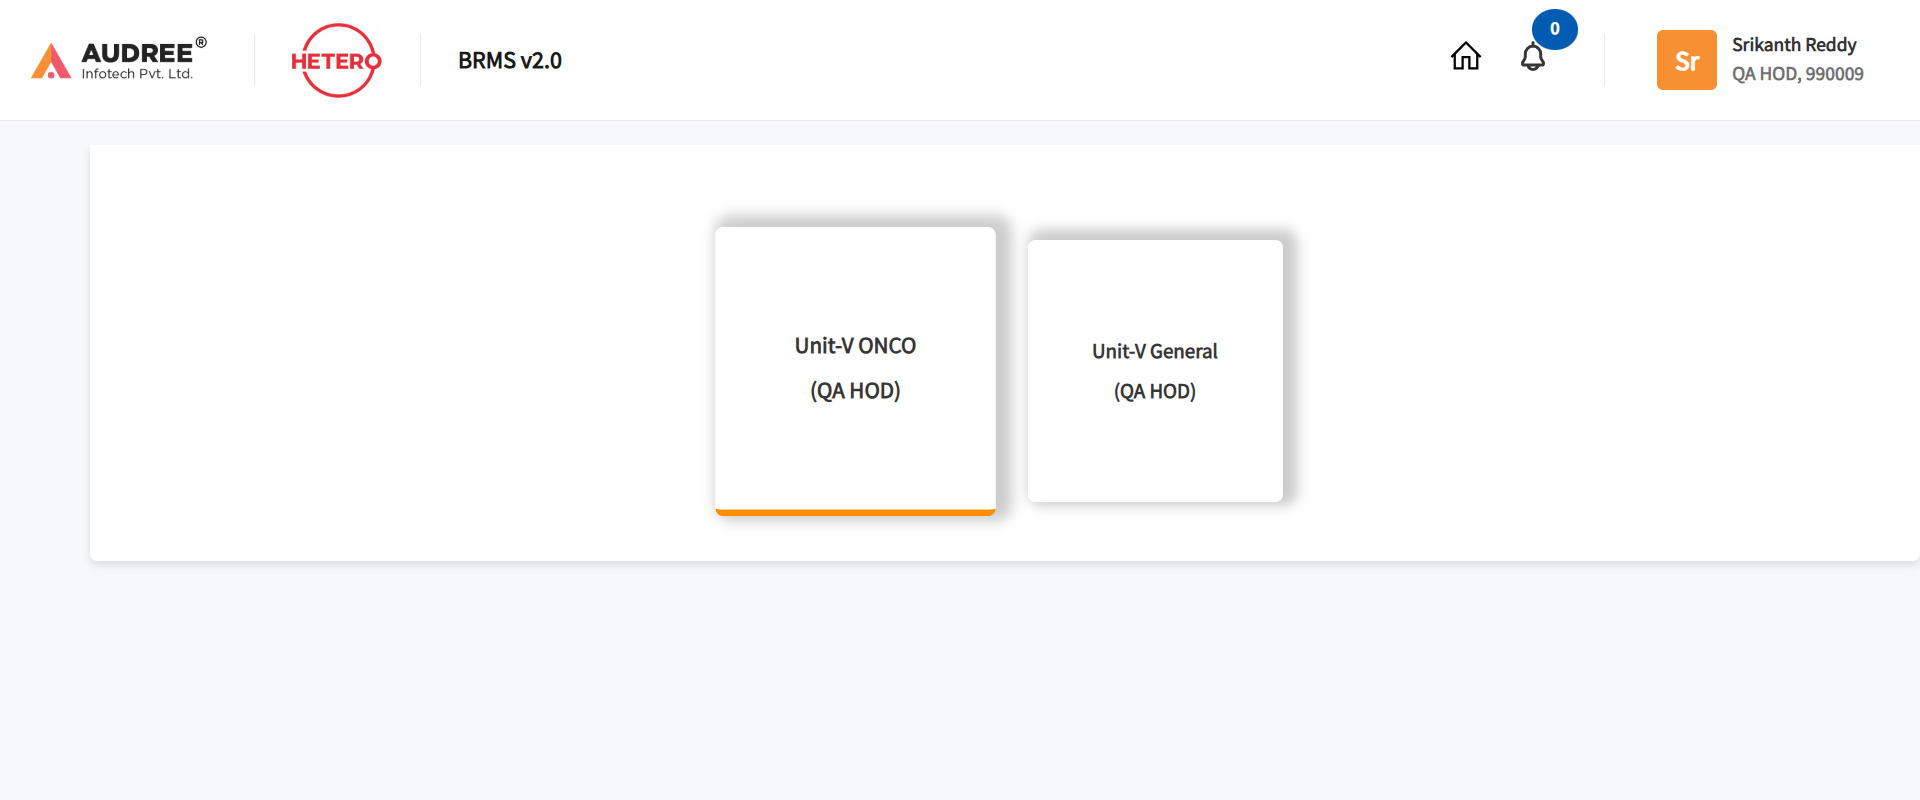 AUDREE®
Infotech Pvt. Ltd.
HETERO
BRMS v2.0
0
Sr
Srikanth Reddy
QA HOD, 990009
Unit-V ONCO
(QA HOD)
Unit-V General
(QA HOD)